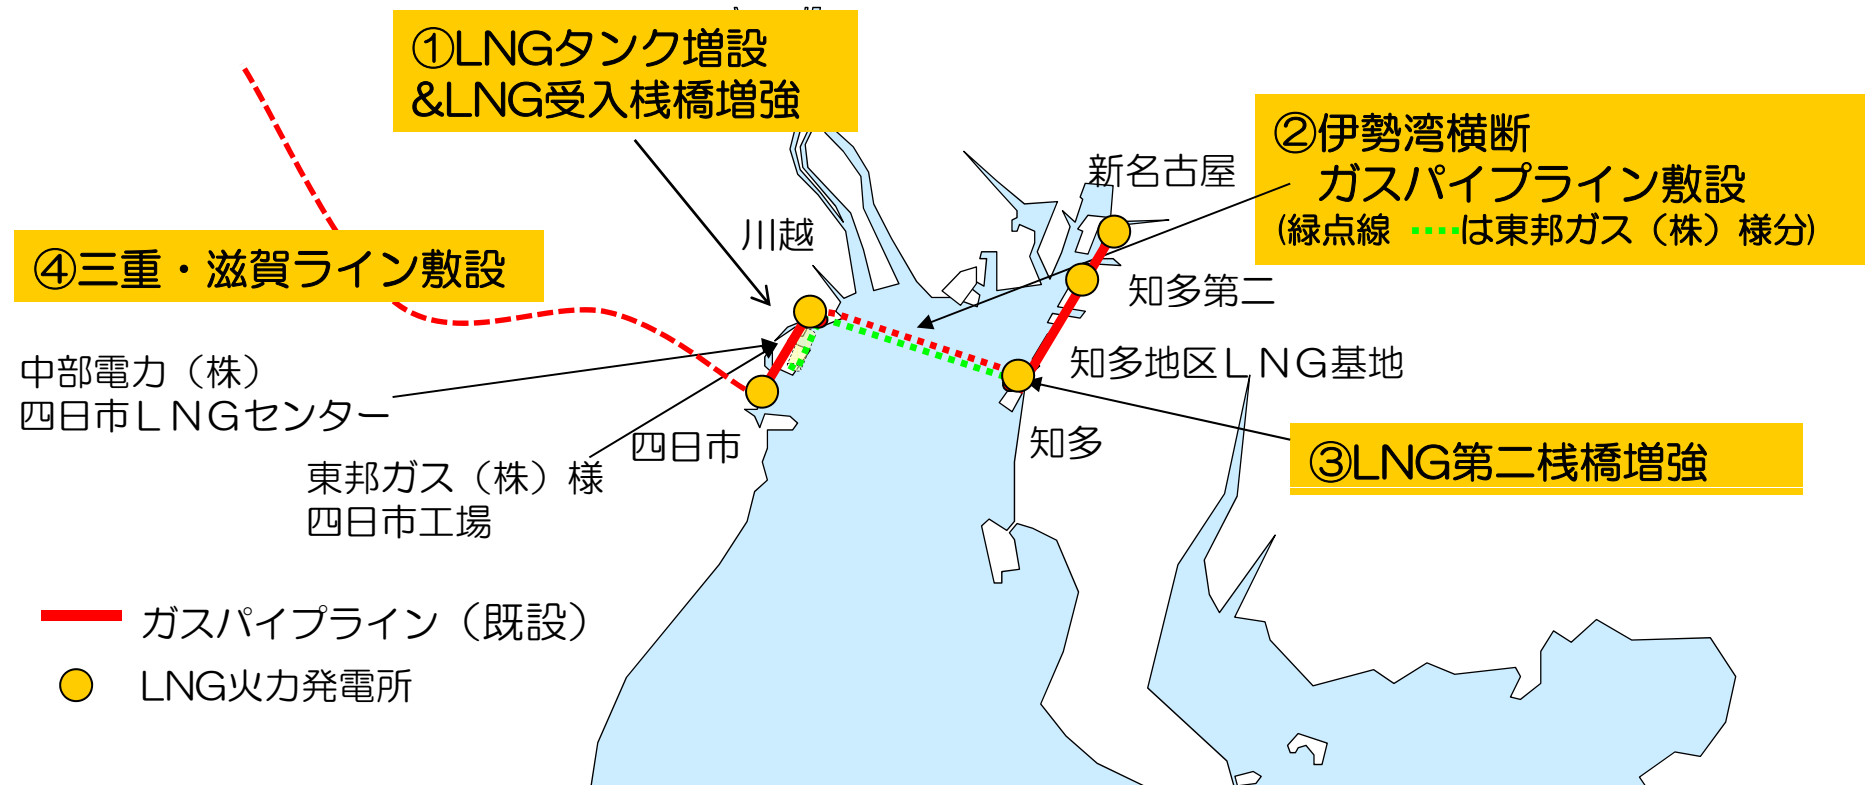 ①LNGタンク増設
&LNG受入桟橋増強
②伊勢湾横断
ガスパイプライン敷設
(緑点線 は東邦ガス(株)様分)
新名古屋
川越
④三重・滋賀ライン敷設
知多第二
中部電力(株)
四日市LNGセンター
知多地区LNG基地
四日市
知多
③LNG第二桟橋増強
東邦ガス(株)様
四日市工場
ガスパイプライン(既設)
LNG火力発電所